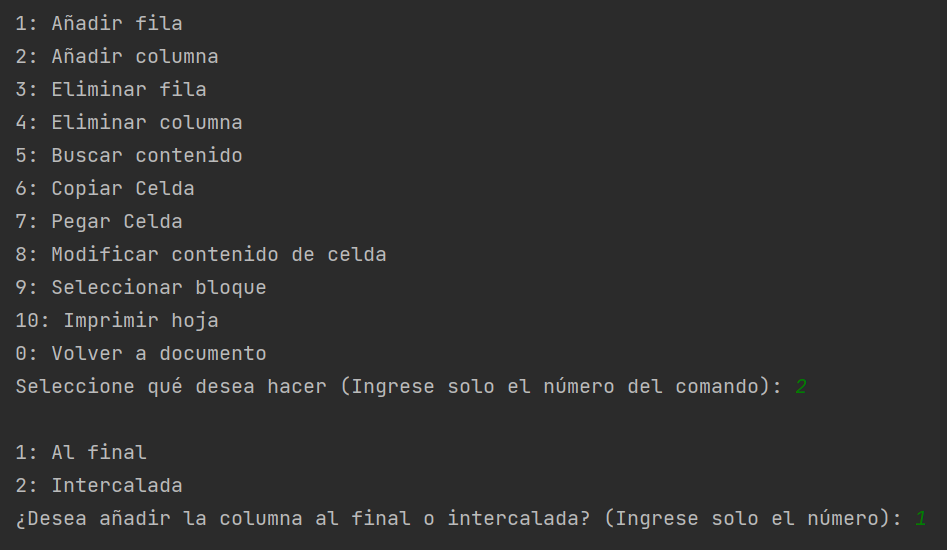 1: Añadir fila
2: Añadir columna
3: Eliminar fila
4: Eliminar columna
5: Buscar contenido
6: Copiar Celda
7: Pegar Celda
8: Modificar contenido de celda
9: Seleccionar bloque
10: Imprimir hoja
0: Volver a documento
Seleccione qué desea hacer (Ingrese solo el número del comando): 2
1: Al final
2: Intercalada
¿Desea añadir la columna al final o intercalada? (Ingrese solo el número): 1